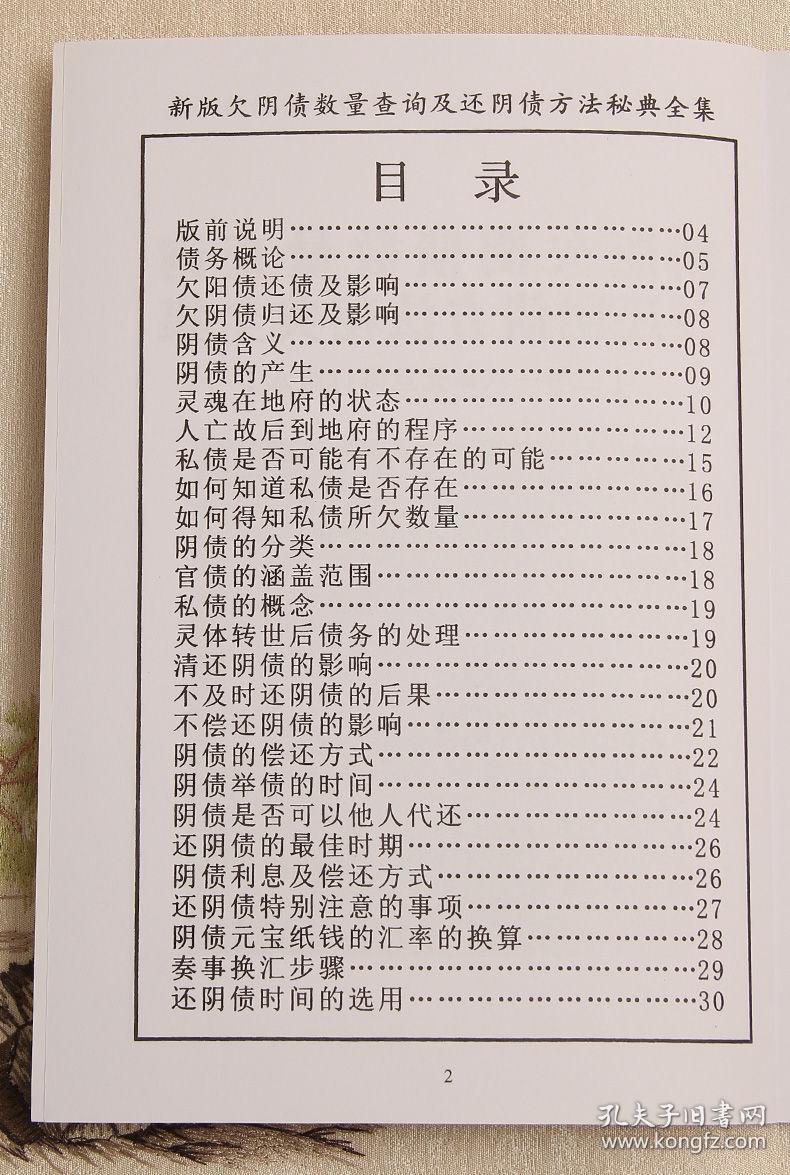 新版欠阴债数量查询及还阴债方法秘典全集
目 录
版前说明………………………………………04
债务概论………………………………………05
欠阳债还债及影响……………………………07
欠阴债归还及影响……………………………08
阴债含义………………………………………08
阴债的产生……………………………………09
灵魂在地府的状态……………………………10
人亡故后到地府的程序………………………12
私债是否可能有不存在的可能………………15
如何知道私债是否存在………………………16
如何得知私债所欠数量………………………17
阴债的分类……………………………………18
官债的涵盖范围………………………………18
私债的概念……………………………………19
灵体转世后债务的处理………………………19
清还阴债的影响………………………………20
不及时还阴债的后果…………………………20
不偿还阴债的影响……………………………21
阴债的偿还方式………………………………22
阴债举债的时间………………………………24
阴债是否可以他人代还………………………24
还阴债的最佳时期……………………………26
阴债利息及偿还方式…………………………26
还阴债特别注意的事项………………………27
阴债元宝纸钱的汇率的换算…………………28
奏事换汇步骤…………………………………29
还阴债时间的选用……………………………30
2
孔夫子旧书网
www.kongfz.com